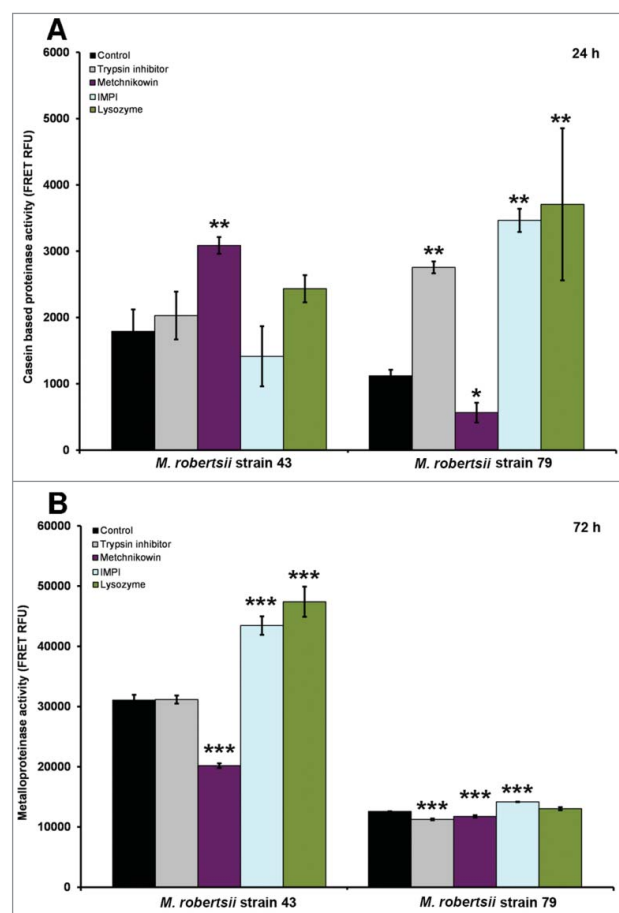 A
24 h
Control
Trypsin inhibitor
Metchnikowin
IMPI
Lysozyme
Casein based proteinase activity (FRET RFU)
6000
5000
4000
3000
2000
1000
0
**
**
*
**
**
M. robertsii strain 43
M. robertsii strain 79
B
72 h
Control
Trypsin inhibitor
Metchnikowin
IMPI
Lysozyme
Metalloproteinase activity (FRET RFU)
60000
50000
40000
30000
20000
10000
0
***
***
***
***
***
***
M. robertsii strain 43
M. robertsii strain 79